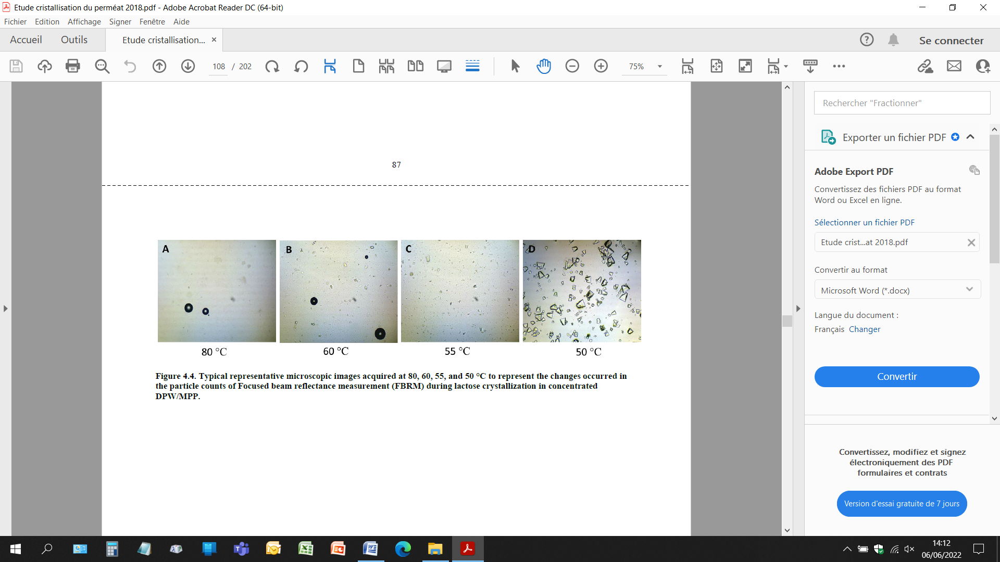 Etude cristallisation du perméat 2018.pdf - Adobe Acrobat Reader DC (64-bit)
Fichier Edition Affichage Signer Fenêtre Aide
Accueil Outils Etude cristallisation... ×
? Se connecter
108 / 202 75%
87
A B C D
80 °C 60 °C 55 °C 50 °C
Figure 4.4. Typical representative microscopic images acquired at 80, 60, 55, and 50 °C to represent the changes occurred in
the particle counts of Focused beam reflectance measurement (FBRM) during lactose crystallization in concentrated
DPW/MPP.
Rechercher "Fractionner"
Exporter un fichier PDF
Adobe Export PDF
Convertissez des fichiers PDF au format
Word ou Excel en ligne.
Sélectionner un fichier PDF
Etude crist...at 2018.pdf
Convertir au format
Microsoft Word (*.docx)
Langue du document :
Français Changer
Convertir
Convertissez, modifiez et signez
électroniquement des PDF
formulaires et contrats
Version d'essai gratuite de 7 jours
14:12
06/06/2022